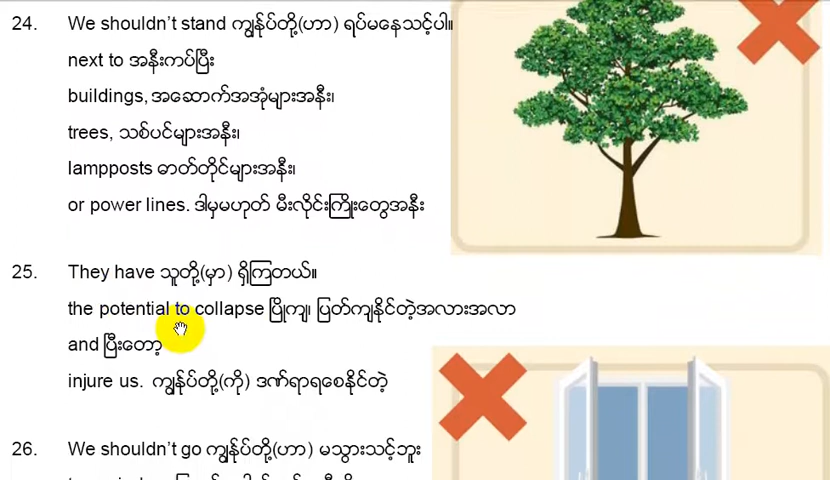 24. We shouldn't stand ကျွန်ုပ်တို့(ဟာ) ရပ်မနေသင့်ပါ။
next to အနီးကပ်ပြီး
buildings, အဆောက်အအုံများအနီး၊
trees, သစ်ပင်များအနီး၊
lampposts ဓာတ်တိုင်များအနီး၊
or power lines. ဒါမှမဟုတ် မီးလိုင်းကြိုးတွေအနီး
25. They have သူတို့(မှာ) ရှိကြတယ်။
the potential to collapse ပြိုကျ၊ ပြတ်ကျနိုင်တဲ့အလားအလာ
and ပြီးတော့
injure us. ကျွန်ုပ်တို့(ကို) ဒဏ်ရာရစေနိုင်တဲ့
26. We shouldn't go ကျွန်ုပ်တို့(ဟာ) မသွားသင့်ဘူး